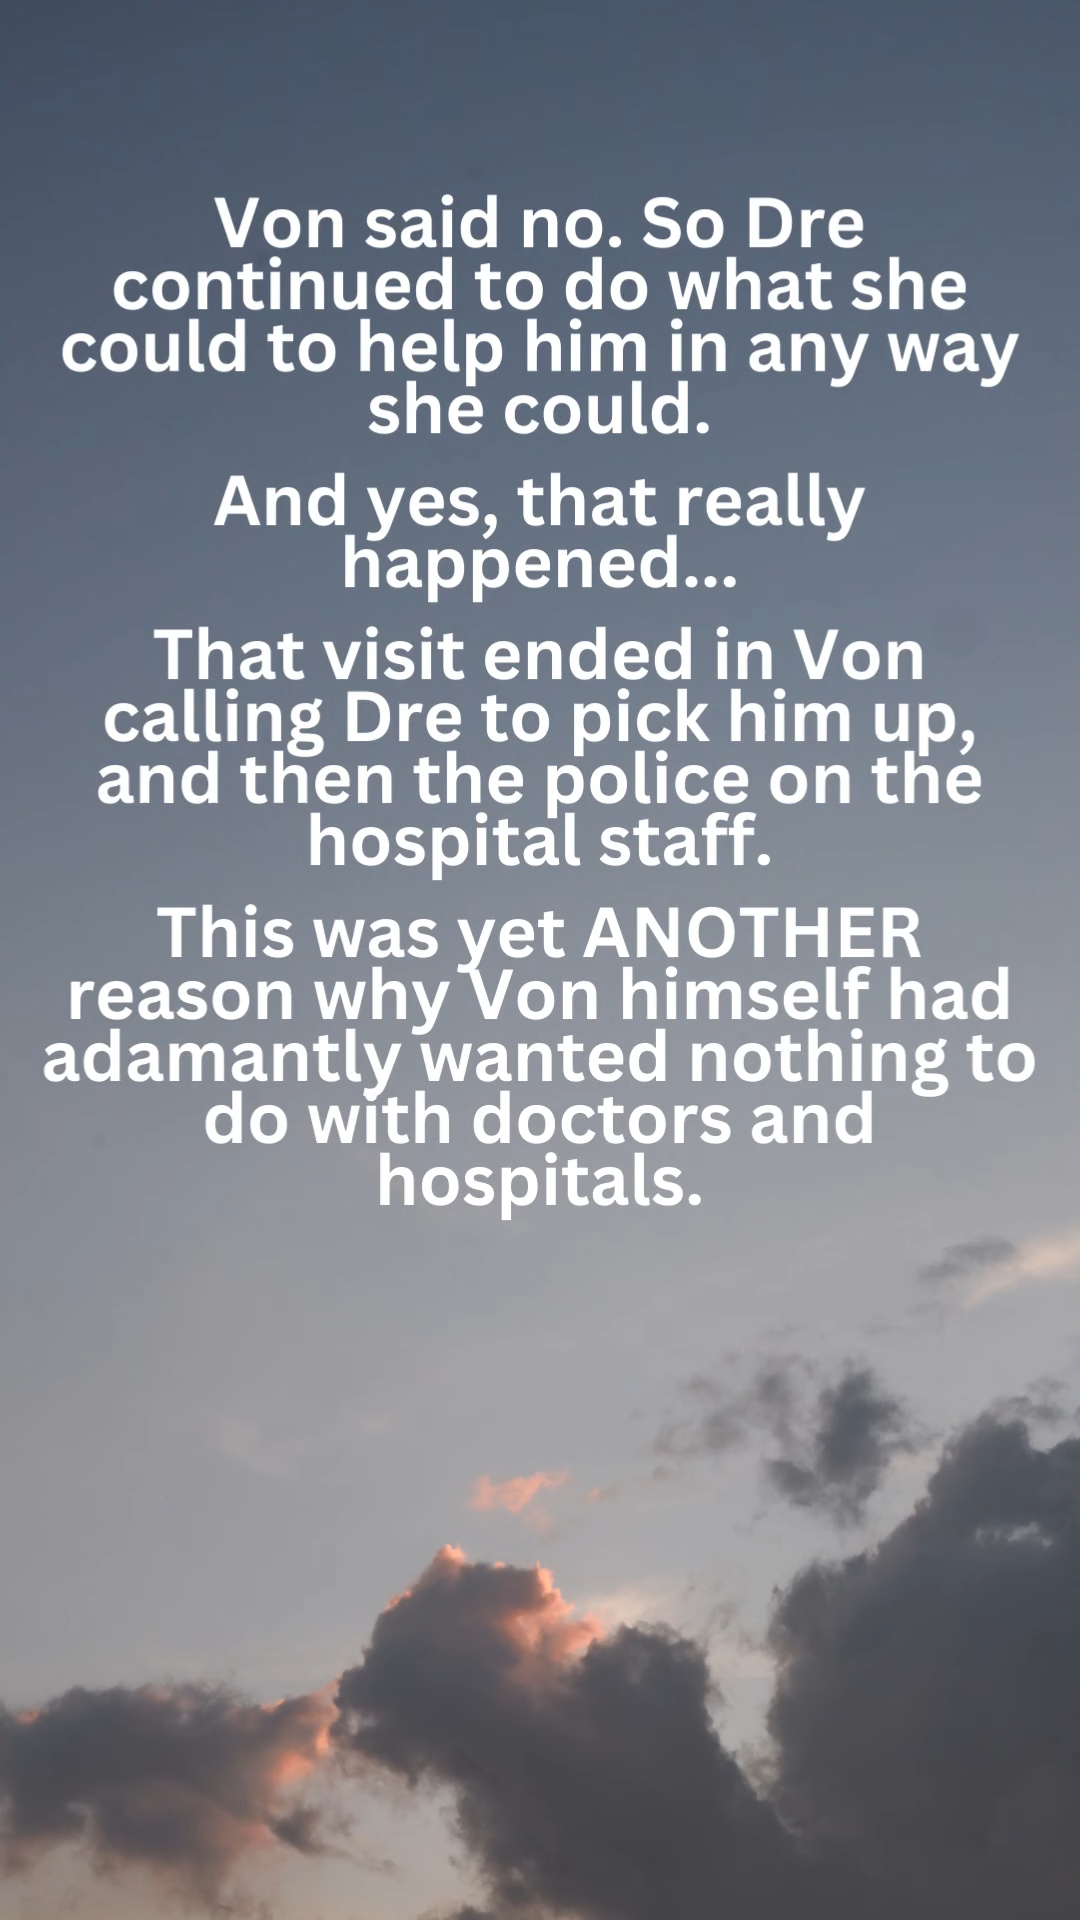 Von said no. So Dre
continued to do what she
could to help him in any way
she could.
And yes, that really
happened...
That visit ended in Von
calling Dre to pick him up,
and then the police on the
hospital staff.
This was yet ANOTHER
reason why Von himself had
adamantly wanted nothing to
do with doctors and
hospitals.